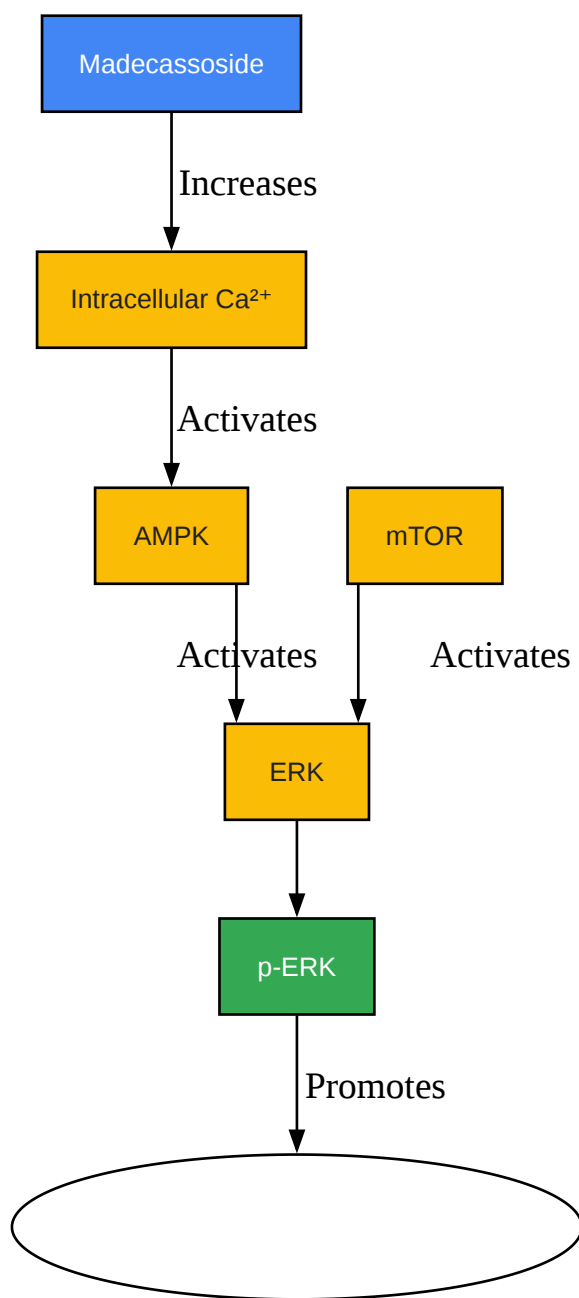 Madecassoside
Increases
Intracellular Ca²⁺
Activates
AMPK
mTOR
Activates
Activates
ERK
p-ERK
Promotes